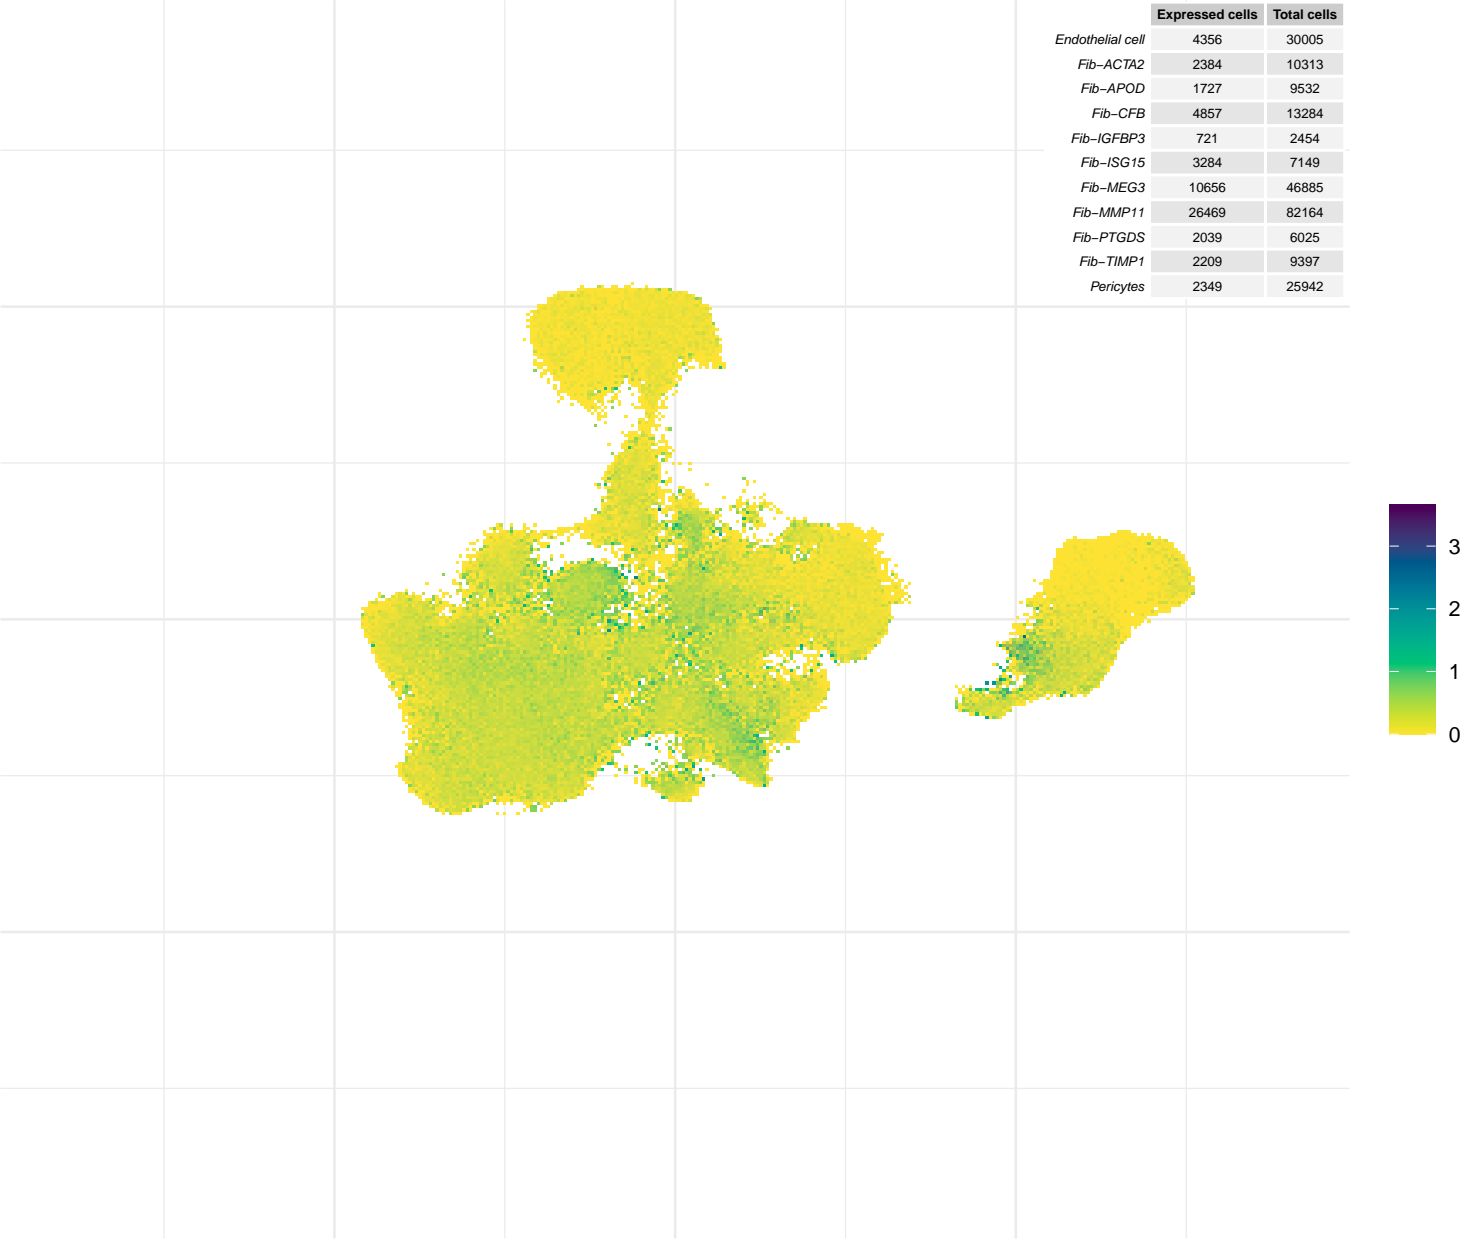 Expressed cells Total cells
Endothelial cell 4356 30005
Fib−ACTA2 2384 10313
Fib−APOD 1727 9532
Fib−CFB 4857 13284
Fib−IGFBP3 721 2454
Fib−ISG15 3284 7149
Fib−MEG3 10656 46885
Fib−MMP11 26469 82164
Fib−PTGDS 2039 6025
Fib−TIMP1 2209 9397
Pericytes 2349 25942
3
2
1
0